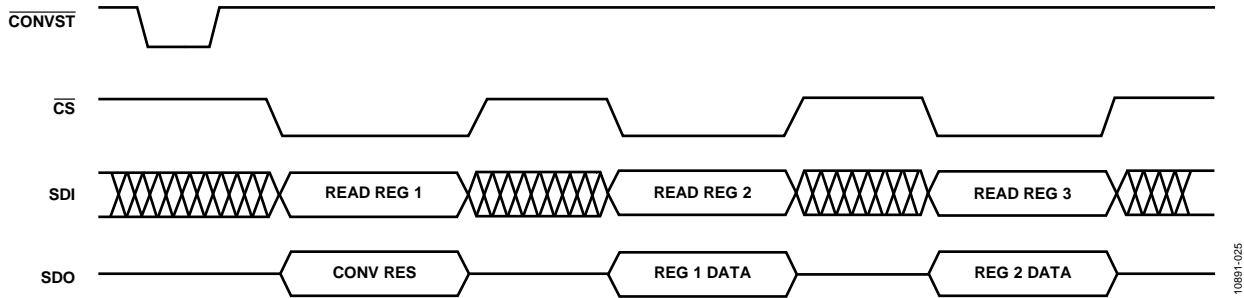 CONVST
CS
SDI READ REG 1 READ REG 2 READ REG 3
SDO CONV RES REG 1 DATA REG 2 DATA
10891-025